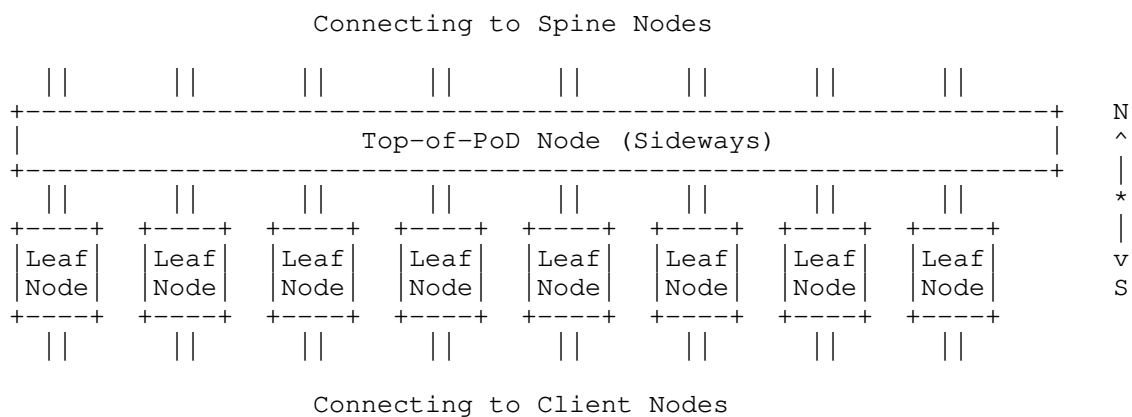 Connecting to Spine Nodes
|| || || || || || || ||
+----------------------------------------------------------------+ N
| Top-of-PoD Node (Sideways) | ^
+----------------------------------------------------------------+ |
|| || || || || || || || *
+----+ +----+ +----+ +----+ +----+ +----+ +----+ +----+ |
|Leaf| |Leaf| |Leaf| |Leaf| |Leaf| |Leaf| |Leaf| |Leaf| v
|Node| |Node| |Node| |Node| |Node| |Node| |Node| |Node| S
+----+ +----+ +----+ +----+ +----+ +----+ +----+ +----+
|| || || || || || || ||
Connecting to Client Nodes